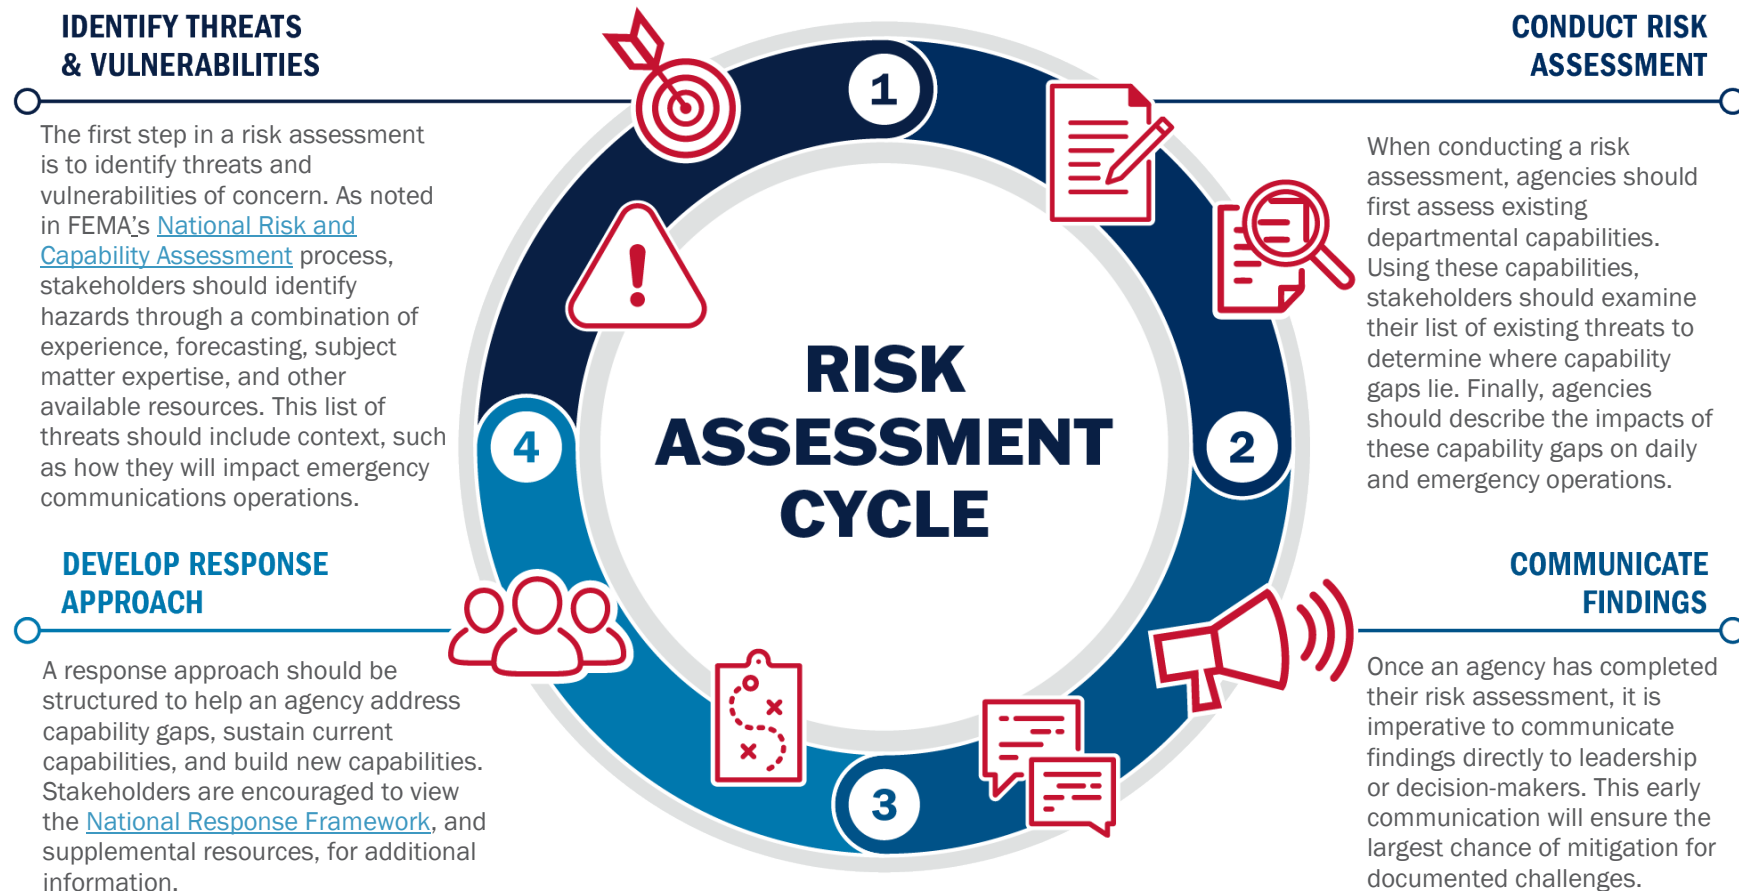 IDENTIFY THREATS
& VULNERABILITIES
The first step in a risk assessment
is to identify threats and
vulnerabilities of concern. As noted
in FEMA's National Risk and
Capability Assessment process,
stakeholders should identify
hazards through a combination of
experience, forecasting, subject
matter expertise, and other
available resources. This list of
threats should include context, such
as how they will impact emergency
communications operations.
CONDUCT RISK
ASSESSMENT
When conducting a risk
assessment, agencies should
first assess existing
departmental capabilities.
Using these capabilities,
stakeholders should examine
their list of existing threats to
determine where capability
gaps lie. Finally, agencies
should describe the impacts of
these capability gaps on daily
and emergency operations.
1
2
3
4
RISK
ASSESSMENT
CYCLE
COMMUNICATE
FINDINGS
Once an agency has completed
their risk assessment, it is
imperative to communicate
findings directly to leadership
or decision-makers. This early
communication will ensure the
largest chance of mitigation for
documented challenges.
DEVELOP RESPONSE
APPROACH
A response approach should be
structured to help an agency address
capability gaps, sustain current
capabilities, and build new capabilities.
Stakeholders are encouraged to view
the National Response Framework, and
supplemental resources, for additional
information.